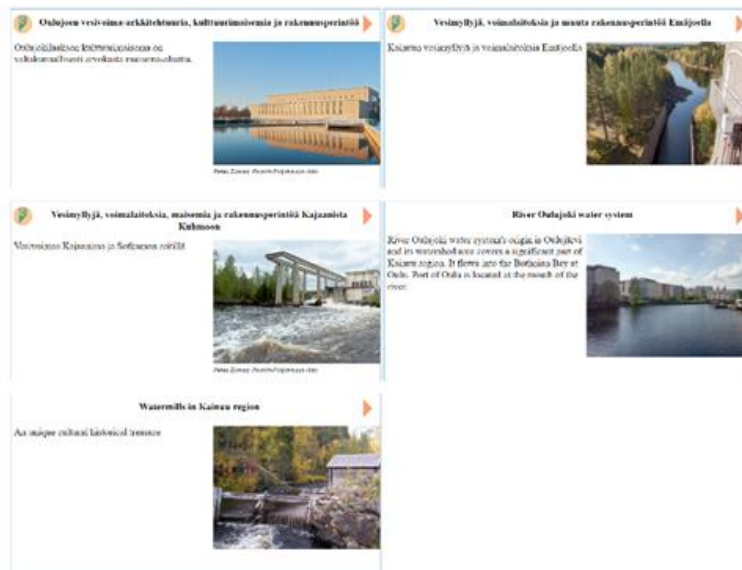 Oulujoen vesivoima-arkkitehtuuria, kulttuurimaisemia ja rakennusperintöä
Oulujokilaakson kulttuurimaisema on
valtakunnallisesti arvokasta maisema-aluetta.
Vesimyllyjä, voimalaitoksia ja muuta rakennusperintöä Emäjoella
Kainuun vesimyllyjä ja voimalaitoksia Emäjoella
Vesimyllyjä, voimalaitoksia, maisemia ja rakennusperintöä Kajaanista
Kuhmoon
Vesivoimaa Kajaanissa ja Sotkamon reitillä
River Oulujoki water system
River Oulujoki water system's origin is Oulujärvi
and its watershed area covers a significant part of
Kainuu region. It flows into the Bothnian Bay at
Oulu. Port of Oulu is located at the mouth of the
river.
Watermills in Kainuu region
An unique cultural historical treasure